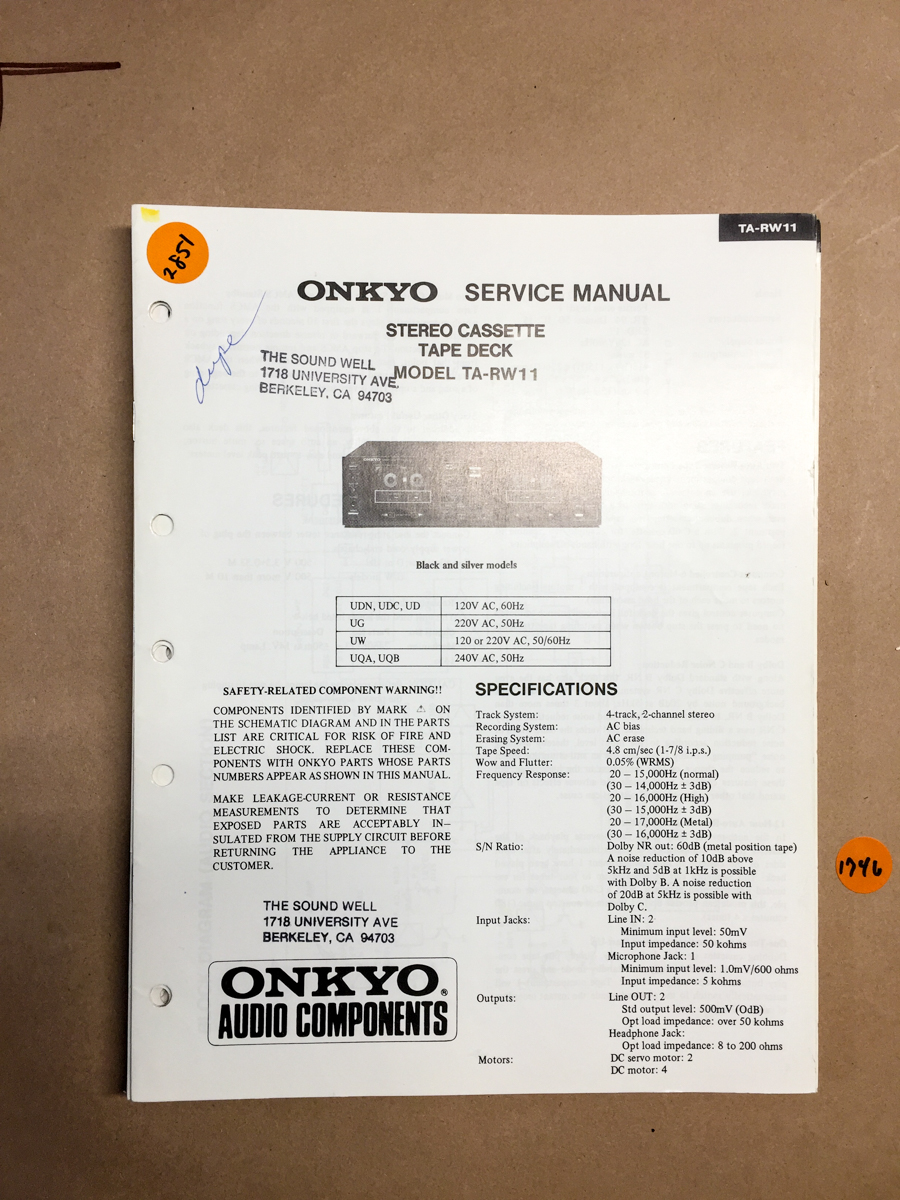 TA-RW11
2851
ONKYO SERVICE MANUAL
STEREO CASSETTE
TAPE DECK
MODEL TA-RW11
dupe
THE SOUND WELL
1718 UNIVERSITY AVE.
BERKELEY, CA 94703
ONKYO
Black and silver models
UDN, UDC, UD 120V AC, 60Hz
UG 220V AC, 50Hz
UW 120 or 220V AC, 50/60Hz
UQA, UQB 240V AC, 50Hz
SAFETY-RELATED COMPONENT WARNING!!
COMPONENTS IDENTIFIED BY MARK ⚠ ON
THE SCHEMATIC DIAGRAM AND IN THE PARTS
LIST ARE CRITICAL FOR RISK OF FIRE AND
ELECTRIC SHOCK. REPLACE THESE COM-
PONENTS WITH ONKYO PARTS WHOSE PARTS
NUMBERS APPEAR AS SHOWN IN THIS MANUAL.
MAKE LEAKAGE-CURRENT OR RESISTANCE
MEASUREMENTS TO DETERMINE THAT
EXPOSED PARTS ARE ACCEPTABLY IN–
SULATED FROM THE SUPPLY CIRCUIT BEFORE
RETURNING THE APPLIANCE TO THE
CUSTOMER.
THE SOUND WELL
1718 UNIVERSITY AVE
BERKELEY, CA 94703
ONKYO®
AUDIO COMPONENTS
SPECIFICATIONS
Track System: 4-track, 2-channel stereo
Recording System: AC bias
Erasing System: AC erase
Tape Speed: 4.8 cm/sec (1-7/8 i.p.s.)
Wow and Flutter: 0.05% (WRMS)
Frequency Response: 20 – 15,000Hz (normal)
(30 – 14,000Hz ± 3dB)
20 – 16,000Hz (High)
(30 – 15,000Hz ± 3dB)
20 – 17,000Hz (Metal)
(30 – 16,000Hz ± 3dB)
S/N Ratio: Dolby NR out: 60dB (metal position tape)
A noise reduction of 10dB above
5kHz and 5dB at 1kHz is possible
with Dolby B. A noise reduction
of 20dB at 5kHz is possible with
Dolby C.
Input Jacks: Line IN: 2
Minimum input level: 50mV
Input impedance: 50 kohms
Microphone Jack: 1
Minimum input level: 1.0mV/600 ohms
Input impedance: 5 kohms
Outputs: Line OUT: 2
Std output level: 500mV (OdB)
Opt load impedance: over 50 kohms
Headphone Jack:
Opt load impedance: 8 to 200 ohms
Motors: DC servo motor: 2
DC motor: 4
1746